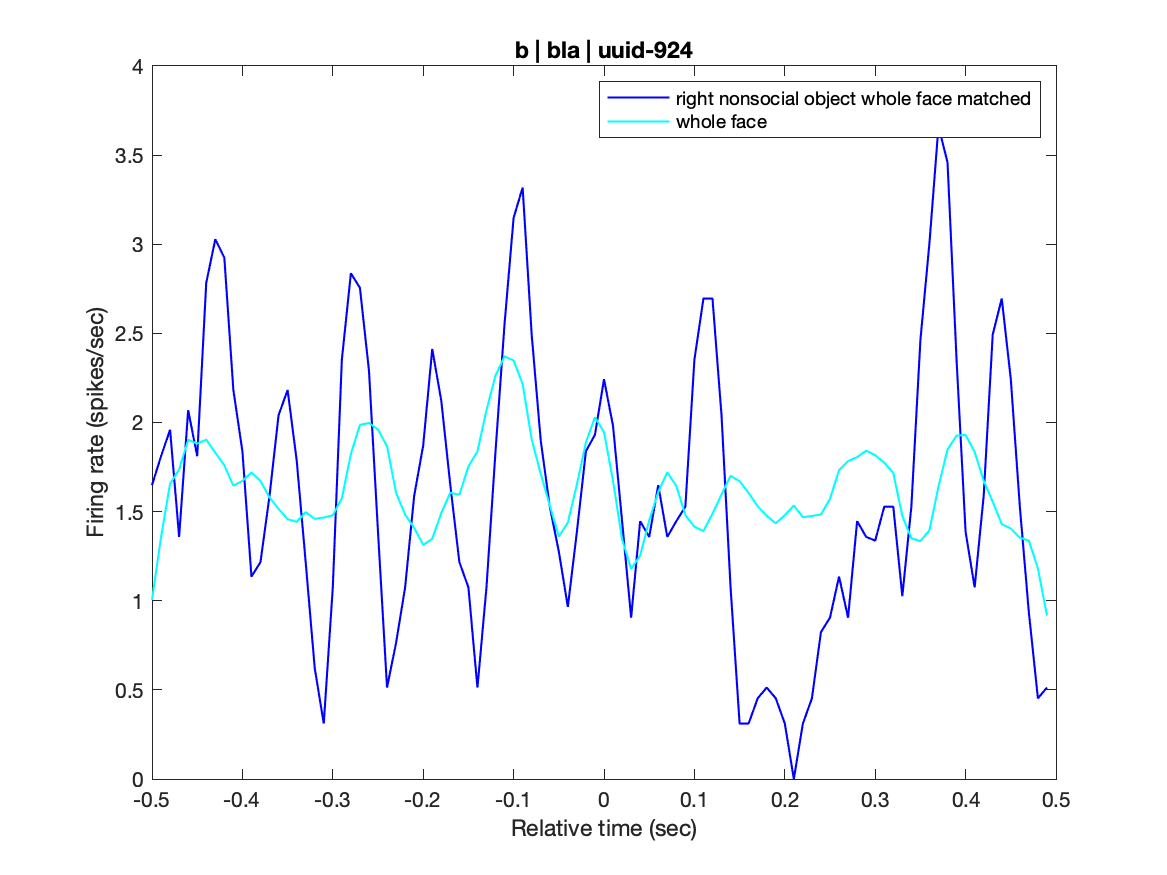 b | bla | uuid-924
right nonsocial object whole face matched
whole face
Firing rate (spikes/sec)
4
3.5
3
2.5
2
1.5
1
0.5
0
-0.5 -0.4 -0.3 -0.2 -0.1 0 0.1 0.2 0.3 0.4 0.5
Relative time (sec)